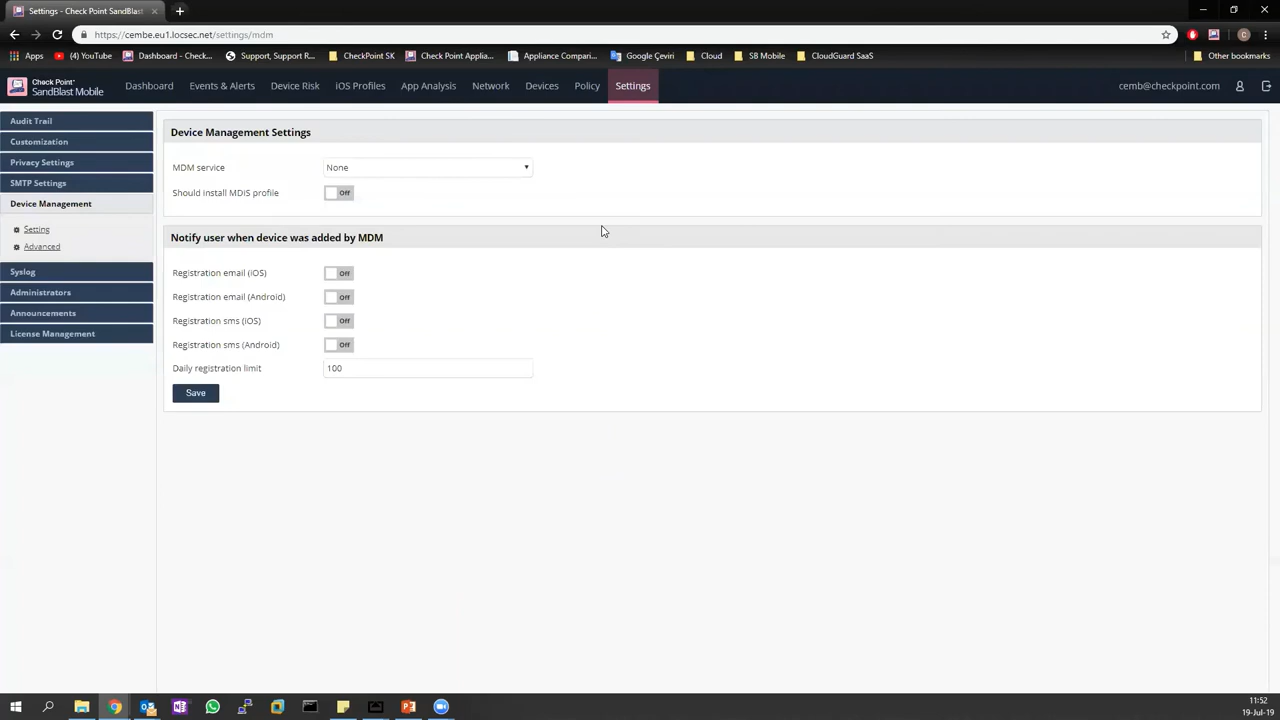 Settings - Check Point SandBlast
https://cembe.eu1.locsec.net/settings/mdm
Apps
(4) YouTube
Dashboard - Check...
Support, Support R...
CheckPoint SK
Check Point Applia...
Appliance Compari...
Google Çeviri
Cloud
SB Mobile
CloudGuard SaaS
Other bookmarks
Check Point
SandBlast Mobile
Dashboard
Events & Alerts
Device Risk
iOS Profiles
App Analysis
Network
Devices
Policy
Settings
cemb@checkpoint.com
Audit Trail
Customization
Privacy Settings
SMTP Settings
Device Management
Setting
Advanced
Syslog
Administrators
Announcements
License Management
Device Management Settings
MDM service
None
Should install MDIS profile
Off
Notify user when device was added by MDM
Registration email (iOS)
Off
Registration email (Android)
Off
Registration sms (iOS)
Off
Registration sms (Android)
Off
Daily registration limit
100
Save
11:52
19-Jul-19